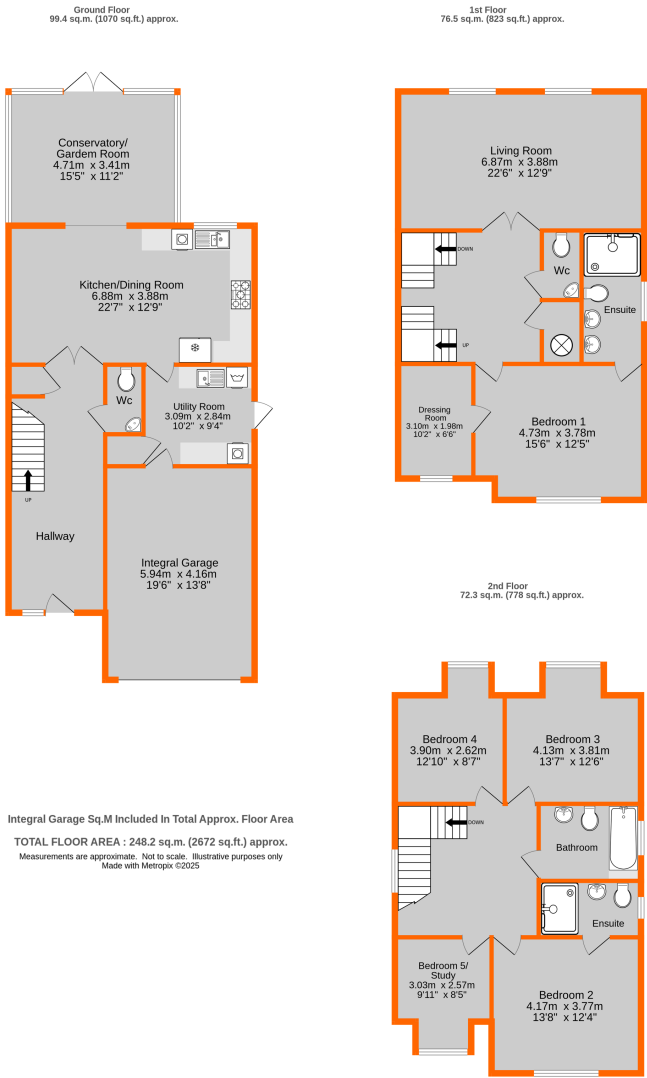 Ground Floor
99.4 sq.m. (1070 sq.ft.) approx.
Conservatory/
Gardem Room
4.71m x 3.41m
15'5" x 11'2"
Kitchen/Dining Room
6.88m x 3.88m
22'7" x 12'9"
Wc
Utility Room
3.09m x 2.84m
10'2" x 9'4"
UP
Hallway
Integral Garage
5.94m x 4.16m
19'6" x 13'8"
1st Floor
76.5 sq.m. (823 sq.ft.) approx.
Living Room
6.87m x 3.88m
22'6" x 12'9"
DOWN
Wc
Ensuite
UP
Dressing
Room
3.10m x 1.98m
10'2" x 6'6"
Bedroom 1
4.73m x 3.78m
15'6" x 12'5"
2nd Floor
72.3 sq.m. (778 sq.ft.) approx.
Bedroom 4
3.90m x 2.62m
12'10" x 8'7"
Bedroom 3
4.13m x 3.81m
13'7" x 12'6"
DOWN
Bathroom
Ensuite
Bedroom 5/
Study
3.03m x 2.57m
9'11" x 8'5"
Bedroom 2
4.17m x 3.77m
13'8" x 12'4"
Integral Garage Sq.M Included In Total Approx. Floor Area
TOTAL FLOOR AREA : 248.2 sq.m. (2672 sq.ft.) approx.
Measurements are approximate. Not to scale. Illustrative purposes only
Made with Metropix ©2025